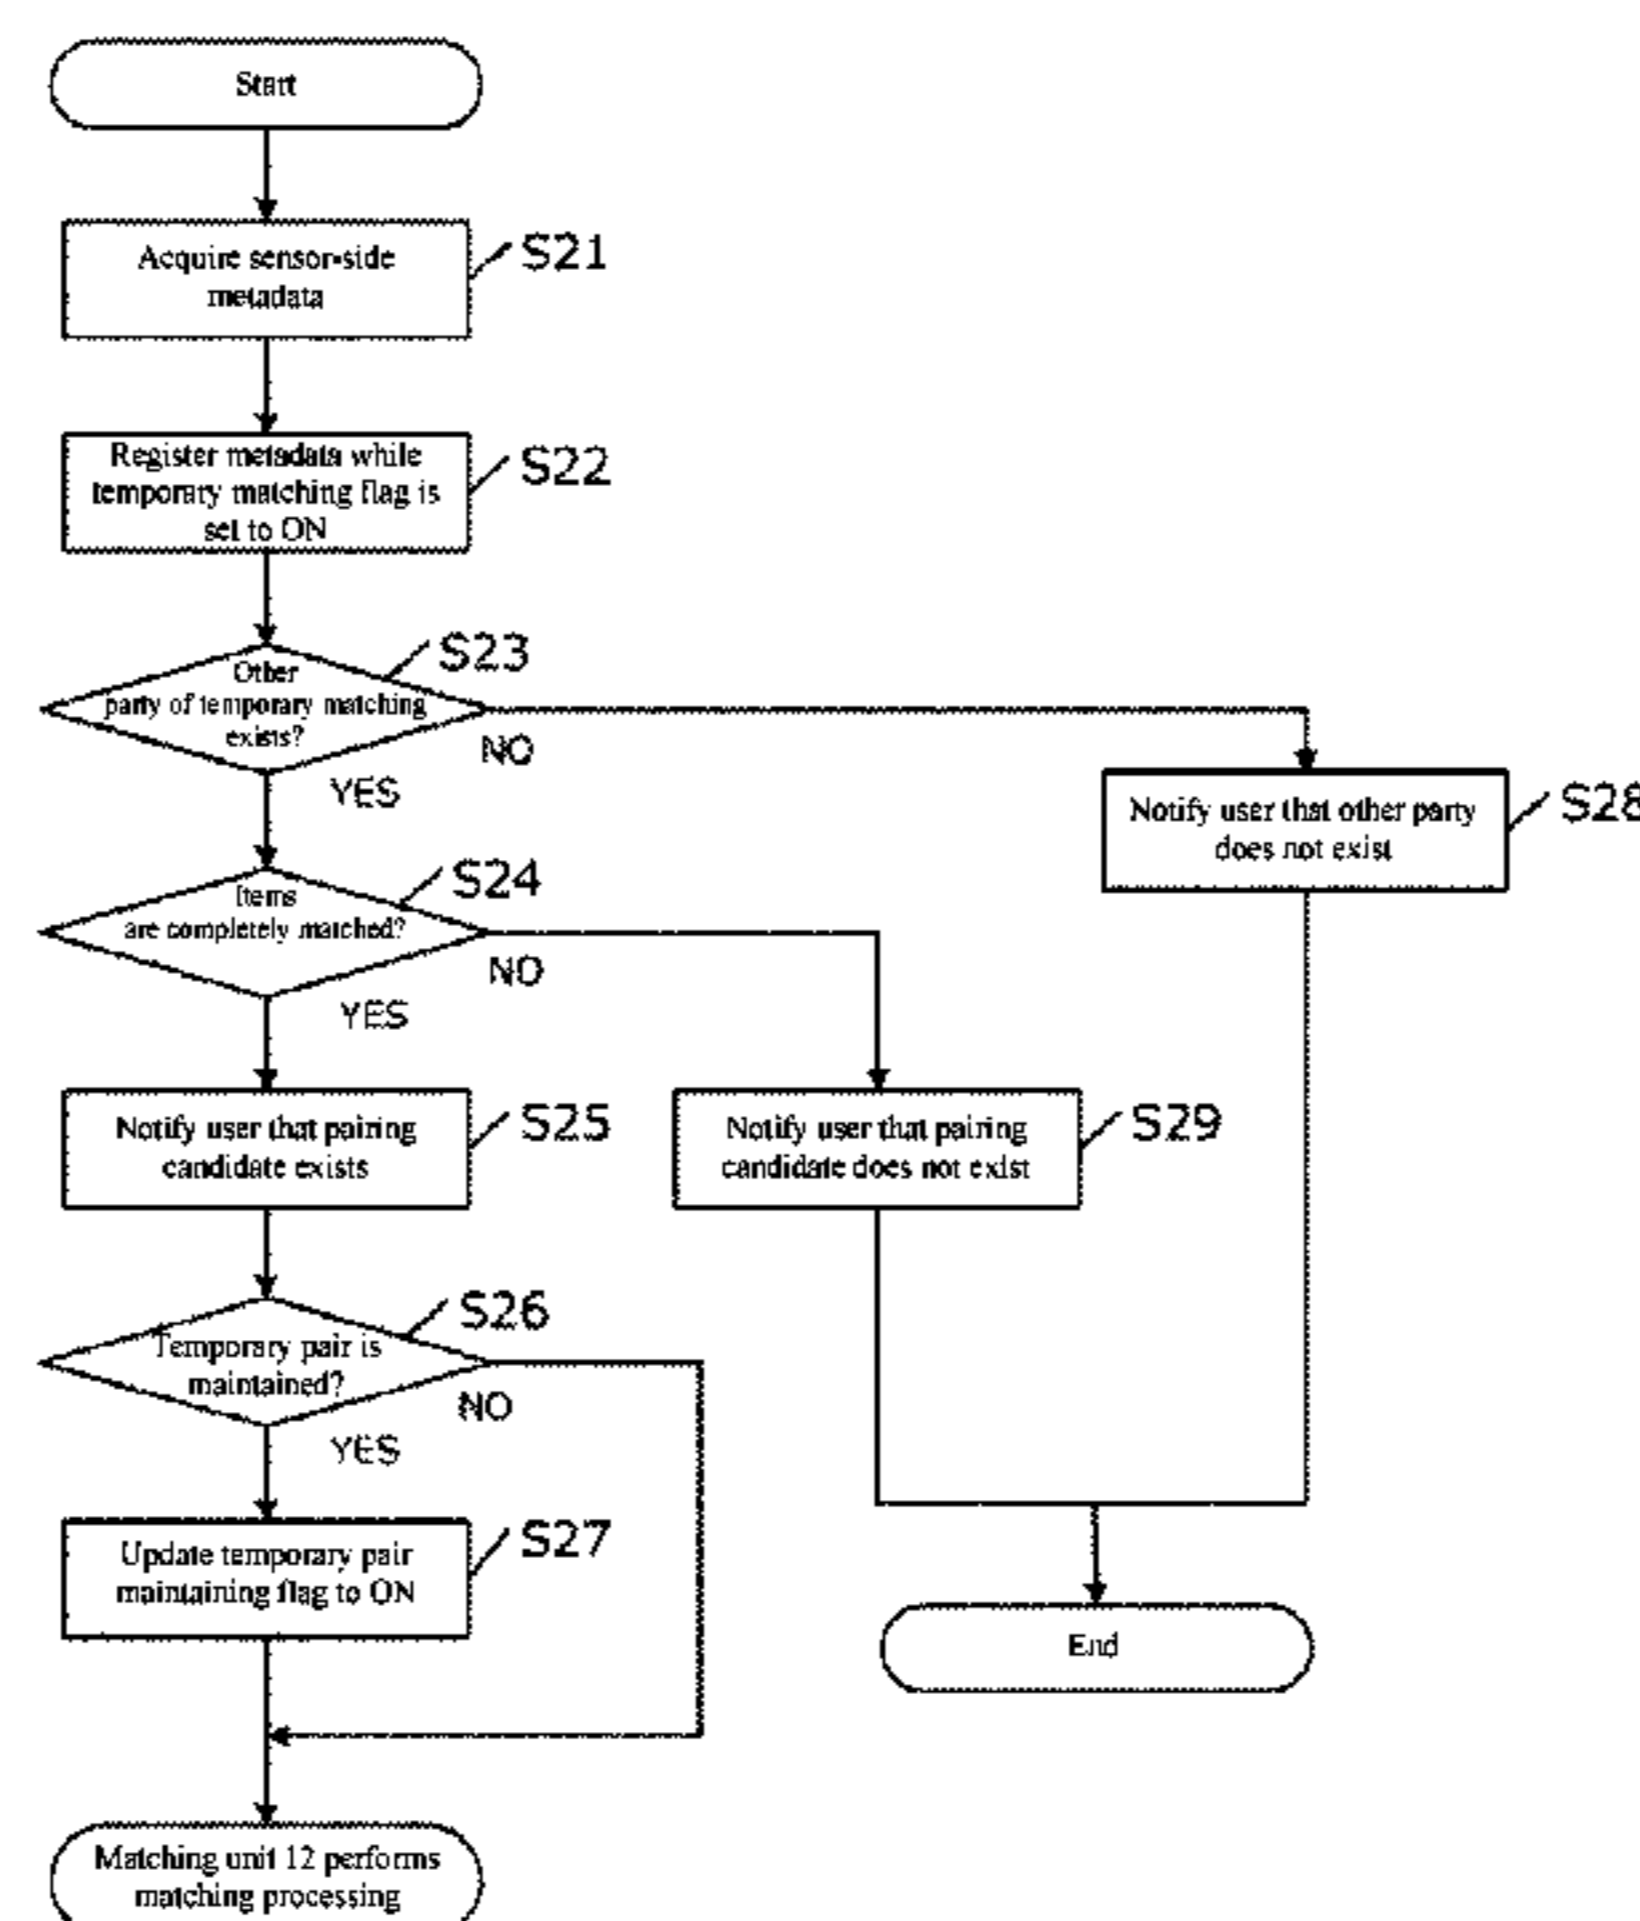 Start
Acquire sensor-side
metadata
S21
Register metadata while
temporary matching flag is
set to ON
S22
Other
party of temporary matching
exists?
S23
NO
YES
Notify user that other party
does not exist
S28
Items
are completely matched?
S24
NO
YES
Notify user that pairing
candidate exists
S25
Notify user that pairing
candidate does not exist
S29
Temporary pair is
maintained?
S26
NO
YES
Update temporary pair
maintaining flag to ON
S27
End
Matching unit 12 performs
matching processing